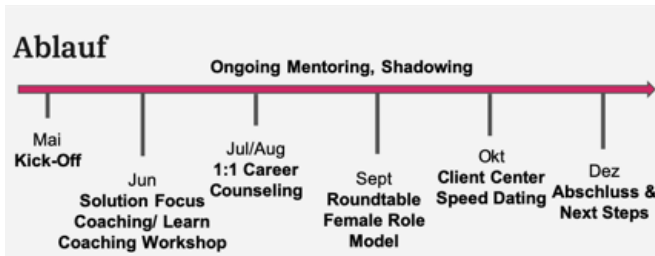 Ablauf
Ongoing Mentoring, Shadowing
Mai
Kick-Off
Jun
Solution Focus
Coaching/ Learn
Coaching Workshop
Jul/Aug
1:1 Career
Counseling
Sept
Roundtable
Female Role
Model
Okt
Client Center
Speed Dating
Dez
Abschluss &
Next Steps